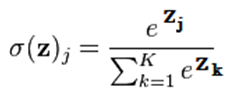 σ(𝐳)_j = e^{𝐙_𝐣} / ∑_{k=1}^{K} e^{𝐙_𝐤}